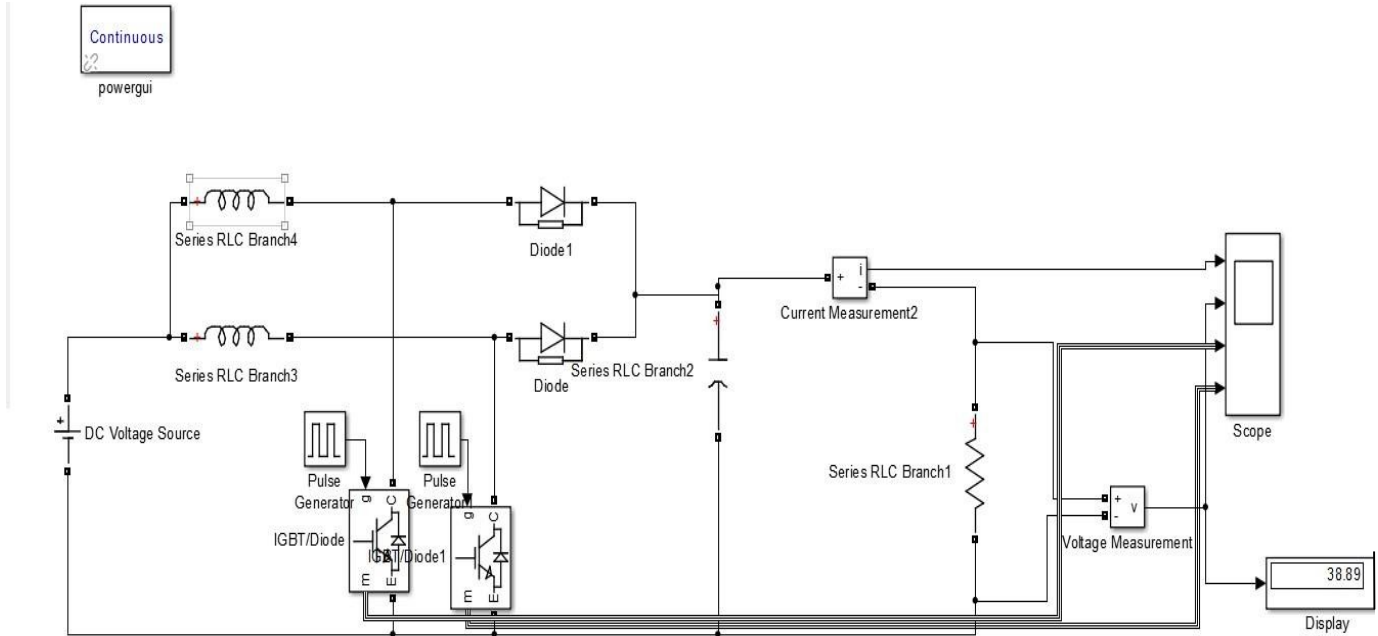 Continuous
powergui
Series RLC Branch4
Diode1
i
+
-
Current Measurement2
Series RLC Branch3
Diode
Series RLC Branch2
+
DC Voltage Source
Scope
Pulse
Generator
Pulse
Generator1
Series RLC Branch1
g
C
IGBT/Diode
m
E
g
C
IGBT/Diode1
m
E
+
-
v
Voltage Measurement
38.89
Display